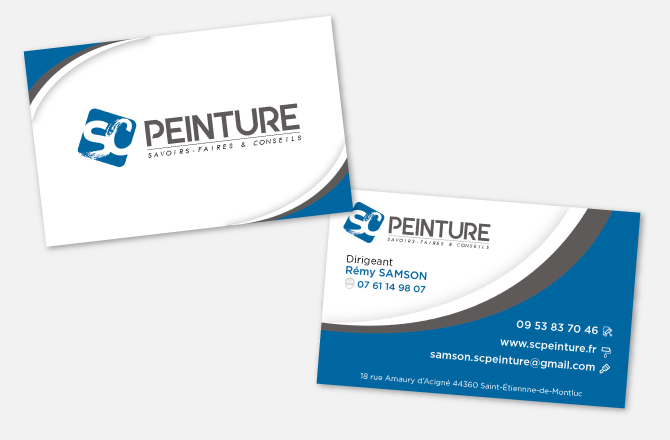 SC PEINTURE
SAVOIRS-FAIRES & CONSEILS
SC PEINTURE
SAVOIRS-FAIRES & CONSEILS
Dirigeant
Rémy SAMSON
07 61 14 98 07
09 53 83 70 46
www.scpeinture.fr
samson.scpeinture@gmail.com
18 rue Amaury d'Acigné 44360 Saint-Étiennne-de-Montluc